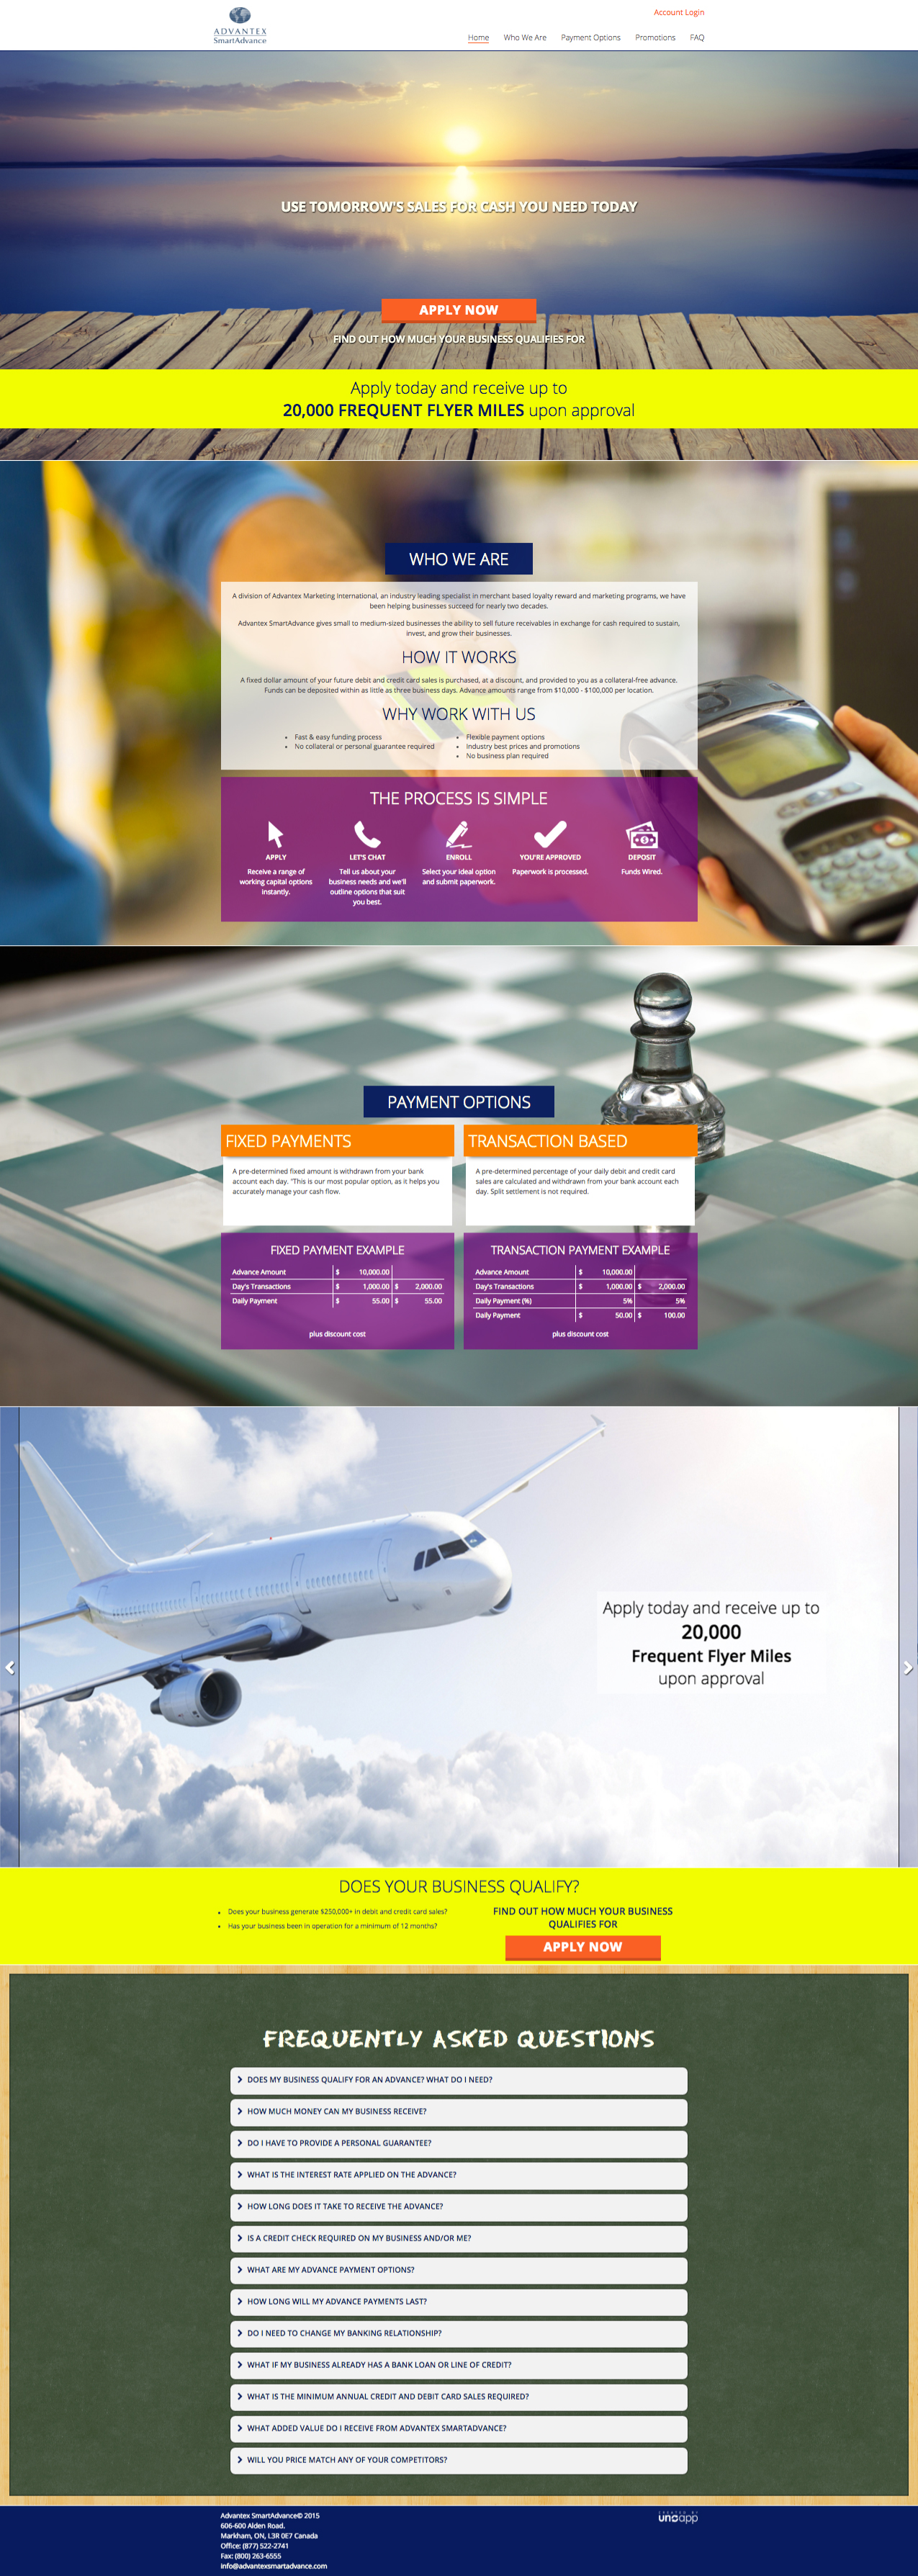 ADVANTEX
SmartAdvance
Account Login
Home Who We Are Payment Options Promotions FAQ
USE TOMORROW'S SALES FOR CASH YOU NEED TODAY
APPLY NOW
FIND OUT HOW MUCH YOUR BUSINESS QUALIFIES FOR
Apply today and receive up to
20,000 FREQUENT FLYER MILES upon approval
WHO WE ARE
A division of Advantex Marketing International, an industry leading specialist in merchant based loyalty reward and marketing programs, we have
been helping businesses succeed for nearly two decades.
Advantex SmartAdvance gives small to medium-sized businesses the ability to sell future receivables in exchange for cash required to sustain,
invest, and grow their businesses.
HOW IT WORKS
A fixed dollar amount of your future debit and credit card sales is purchased, at a discount, and provided to you as a collateral-free advance.
Funds can be deposited within as little as three business days. Advance amounts range from $10,000 - $100,000 per location.
WHY WORK WITH US
• Fast & easy funding process
• No collateral or personal guarantee required
• Flexible payment options
• Industry best prices and promotions
• No business plan required
THE PROCESS IS SIMPLE
APPLY
Receive a range of
working capital options
instantly.
LET'S CHAT
Tell us about your
business needs and we'll
outline options that suit
you best.
ENROLL
Select your ideal option
and submit paperwork.
YOU'RE APPROVED
Paperwork is processed.
DEPOSIT
Funds Wired.
PAYMENT OPTIONS
FIXED PAYMENTS
A pre-determined fixed amount is withdrawn from your bank
account each day. "This is our most popular option, as it helps you
accurately manage your cash flow.
TRANSACTION BASED
A pre-determined percentage of your daily debit and credit card
sales are calculated and withdrawn from your bank account each
day. Split settlement is not required.
FIXED PAYMENT EXAMPLE
Advance Amount $ 10,000.00
Day's Transactions $ 1,000.00 $ 2,000.00
Daily Payment $ 55.00 $ 55.00
plus discount cost
TRANSACTION PAYMENT EXAMPLE
Advance Amount $ 10,000.00
Day's Transactions $ 1,000.00 $ 2,000.00
Daily Payment (%) 5% 5%
Daily Payment $ 50.00 $ 100.00
plus discount cost
Apply today and receive up to
20,000
Frequent Flyer Miles
upon approval
DOES YOUR BUSINESS QUALIFY?
• Does your business generate $250,000+ in debit and credit card sales?
• Has your business been in operation for a minimum of 12 months?
FIND OUT HOW MUCH YOUR BUSINESS
QUALIFIES FOR
APPLY NOW
FREQUENTLY ASKED QUESTIONS
DOES MY BUSINESS QUALIFY FOR AN ADVANCE? WHAT DO I NEED?
HOW MUCH MONEY CAN MY BUSINESS RECEIVE?
DO I HAVE TO PROVIDE A PERSONAL GUARANTEE?
WHAT IS THE INTEREST RATE APPLIED ON THE ADVANCE?
HOW LONG DOES IT TAKE TO RECEIVE THE ADVANCE?
IS A CREDIT CHECK REQUIRED ON MY BUSINESS AND/OR ME?
WHAT ARE MY ADVANCE PAYMENT OPTIONS?
HOW LONG WILL MY ADVANCE PAYMENTS LAST?
DO I NEED TO CHANGE MY BANKING RELATIONSHIP?
WHAT IF MY BUSINESS ALREADY HAS A BANK LOAN OR LINE OF CREDIT?
WHAT IS THE MINIMUM ANNUAL CREDIT AND DEBIT CARD SALES REQUIRED?
WHAT ADDED VALUE DO I RECEIVE FROM ADVANTEX SMARTADVANCE?
WILL YOU PRICE MATCH ANY OF YOUR COMPETITORS?
Advantex SmartAdvance© 2015
606-600 Alden Road.
Markham, ON, L3R 0E7 Canada
Office: (877) 522-2741
Fax: (800) 263-6555
info@advantexsmartadvance.com
CREATED BY
unoapp